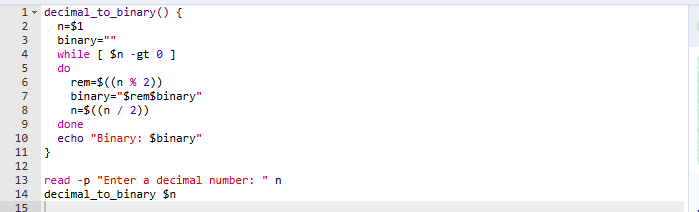 1 decimal_to_binary() {
2 n=$1
3 binary=""
4 while [ $n -gt 0 ]
5 do
6 rem=$((n % 2))
7 binary="$rem$binary"
8 n=$((n / 2))
9 done
10 echo "Binary: $binary"
11 }
12
13 read -p "Enter a decimal number: " n
14 decimal_to_binary $n
15